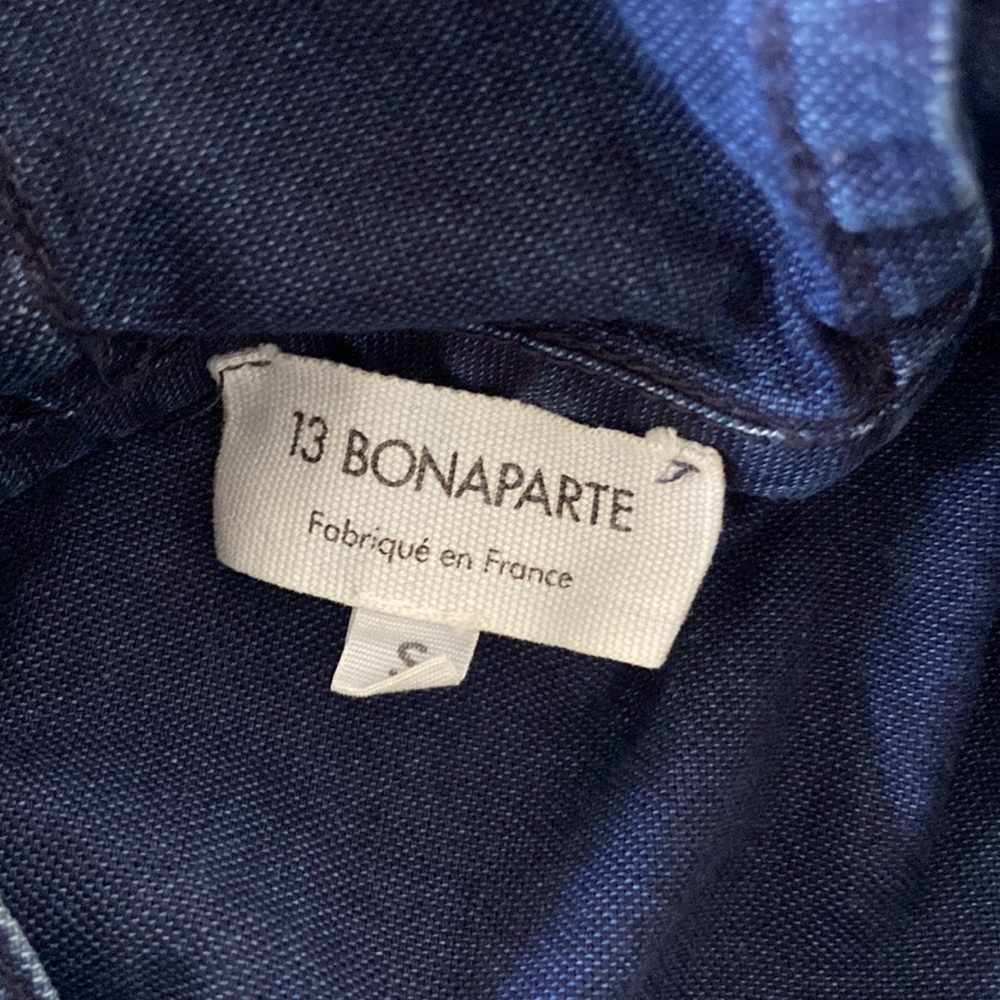 13 BONAPARTE
Fabriqué en France
S